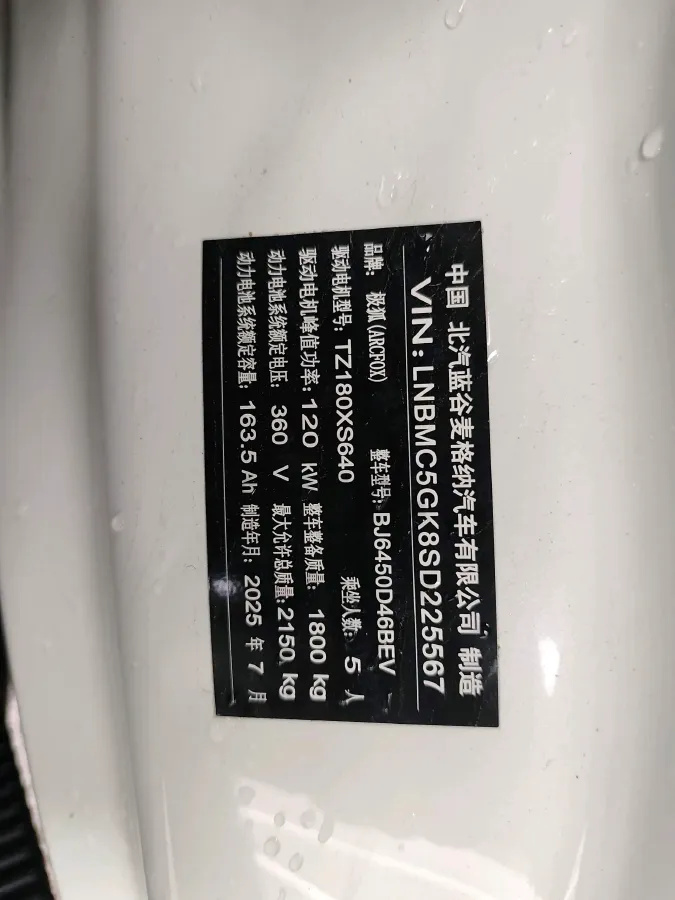 中国 北汽蓝谷麦格纳汽车有限公司 制造
VIN:LNBMC5GK8SD225567
品牌: 极狐(ARCFOX) 整车型号:BJ6450D46BEV
驱动电机型号:TZ180XS640 乘坐人数: 5 人
驱动电机峰值功率:120 kW 整车整备质量: 1800 kg
动力电池系统额定电压: 360 V 最大允许总质量:2150 kg
动力电池系统额定容量: 163.5 Ah 制造年月: 2025 年 7 月